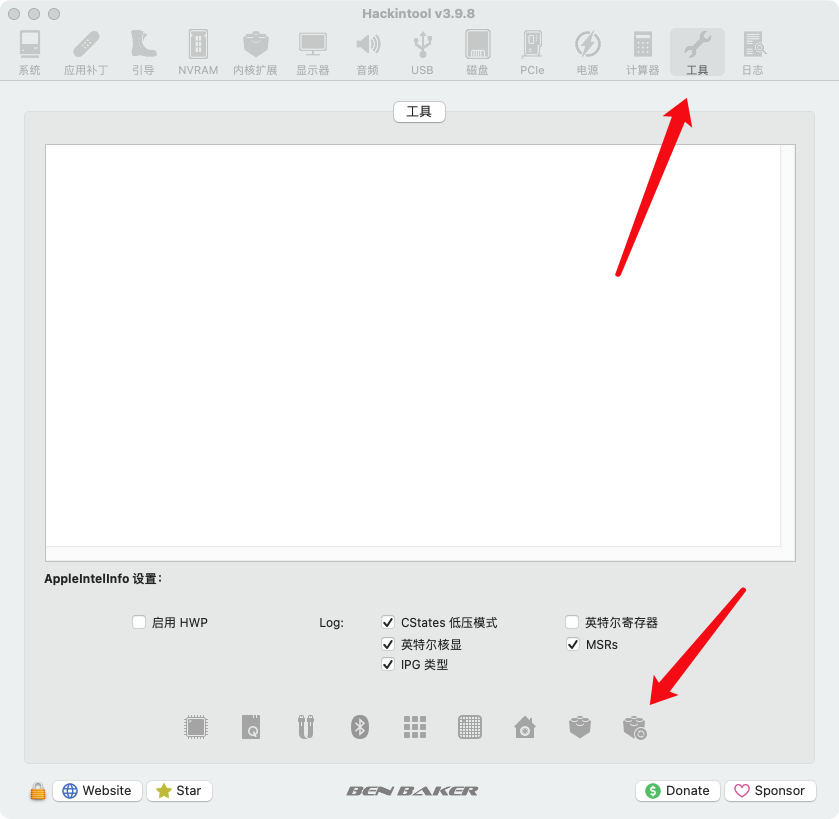 Hackintool v3.9.8
系统 应用补丁 引导 NVRAM 内核扩展 显示器 音频 USB 磁盘 PCIe 电源 计算器 工具 日志
工具
AppleIntelInfo 设置：
启用 HWP Log: CStates 低压模式 英特尔寄存器
英特尔核显 MSRs
IPG 类型
Website Star BEN BAKER Donate Sponsor